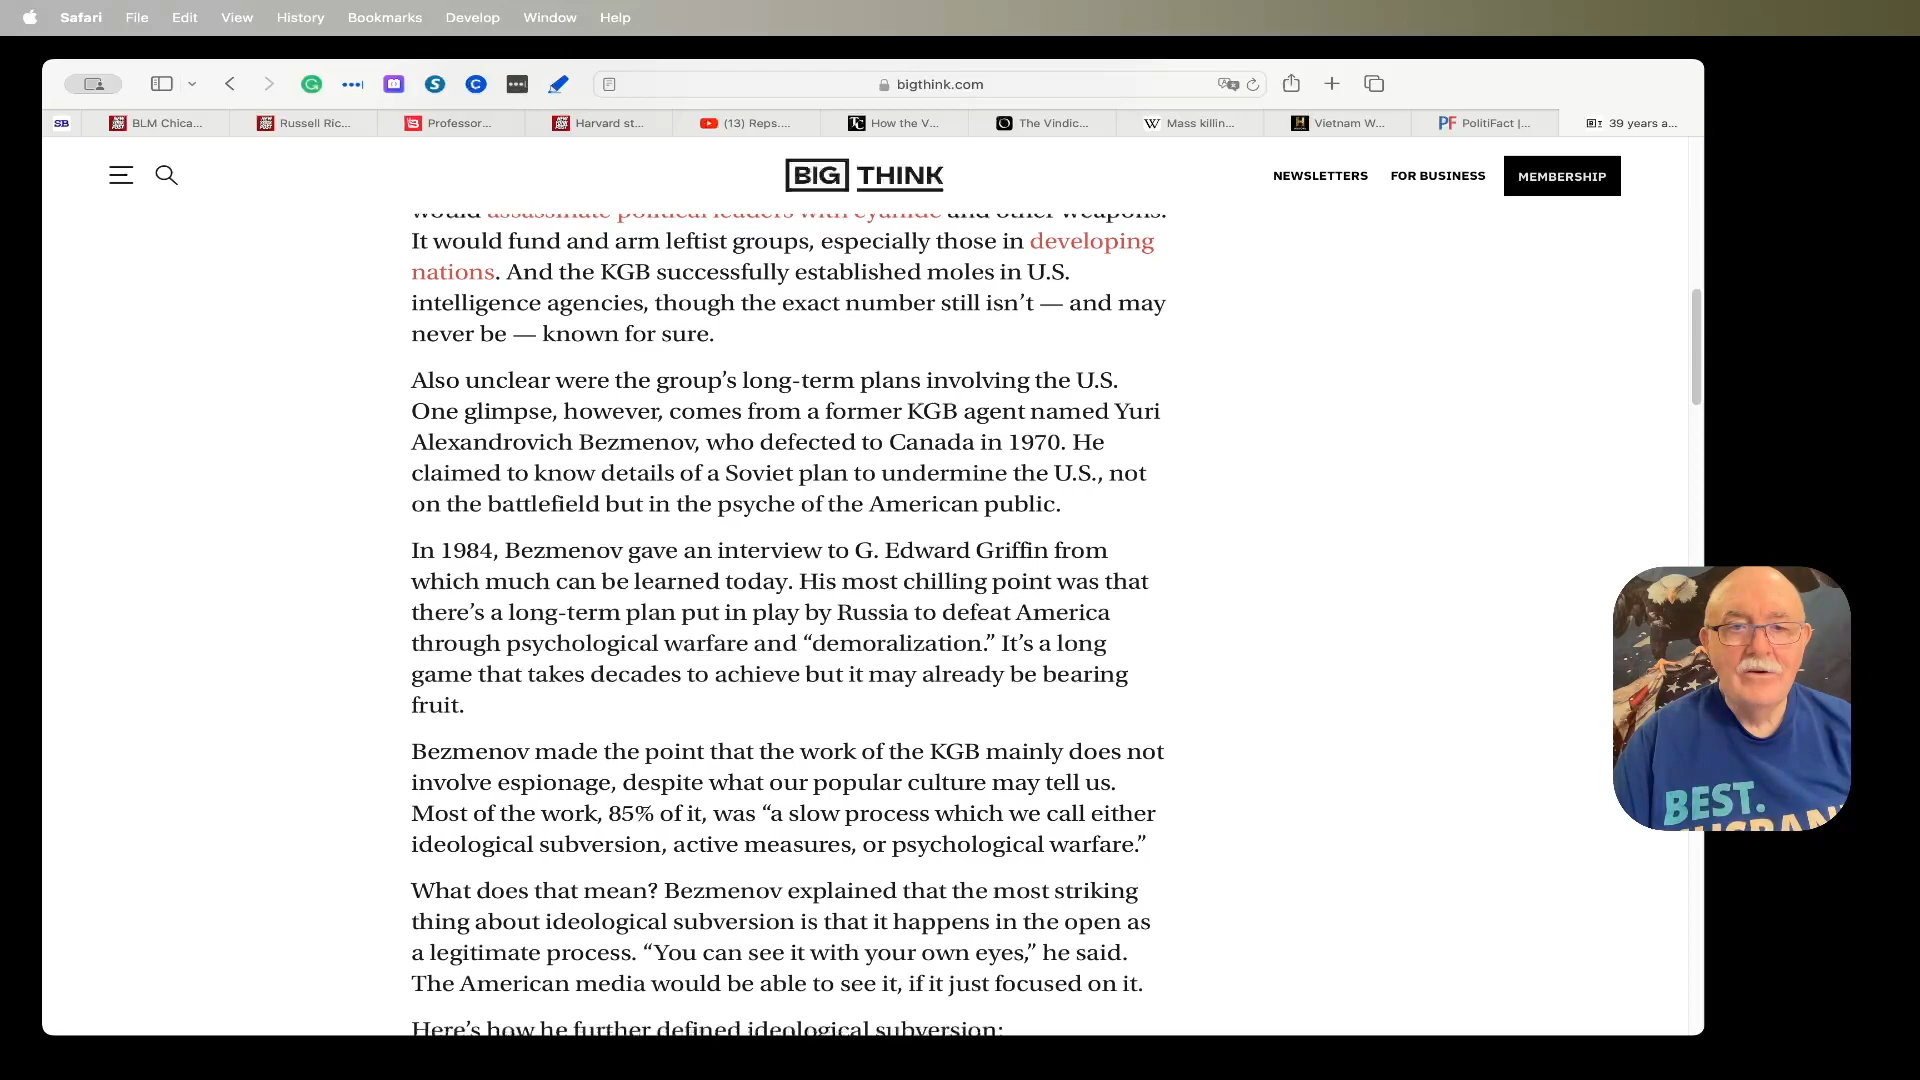 Safari File Edit View History Bookmarks Develop Window Help
bigthink.com
SB BLM Chica... Russell Ric... Professor... Harvard st... (13) Reps.... How the V... The Vindic... Mass killin... Vietnam W... PolitiFact |... 39 years a...
BIG THINK
NEWSLETTERS FOR BUSINESS MEMBERSHIP
would assassinate political leaders with cyanide and other weapons.
It would fund and arm leftist groups, especially those in developing
nations. And the KGB successfully established moles in U.S.
intelligence agencies, though the exact number still isn’t — and may
never be — known for sure.
Also unclear were the group’s long-term plans involving the U.S.
One glimpse, however, comes from a former KGB agent named Yuri
Alexandrovich Bezmenov, who defected to Canada in 1970. He
claimed to know details of a Soviet plan to undermine the U.S., not
on the battlefield but in the psyche of the American public.
In 1984, Bezmenov gave an interview to G. Edward Griffin from
which much can be learned today. His most chilling point was that
there’s a long-term plan put in play by Russia to defeat America
through psychological warfare and “demoralization.” It’s a long
game that takes decades to achieve but it may already be bearing
fruit.
Bezmenov made the point that the work of the KGB mainly does not
involve espionage, despite what our popular culture may tell us.
Most of the work, 85% of it, was “a slow process which we call either
ideological subversion, active measures, or psychological warfare.”
What does that mean? Bezmenov explained that the most striking
thing about ideological subversion is that it happens in the open as
a legitimate process. “You can see it with your own eyes,” he said.
The American media would be able to see it, if it just focused on it.
Here’s how he further defined ideological subversion:
BEST.